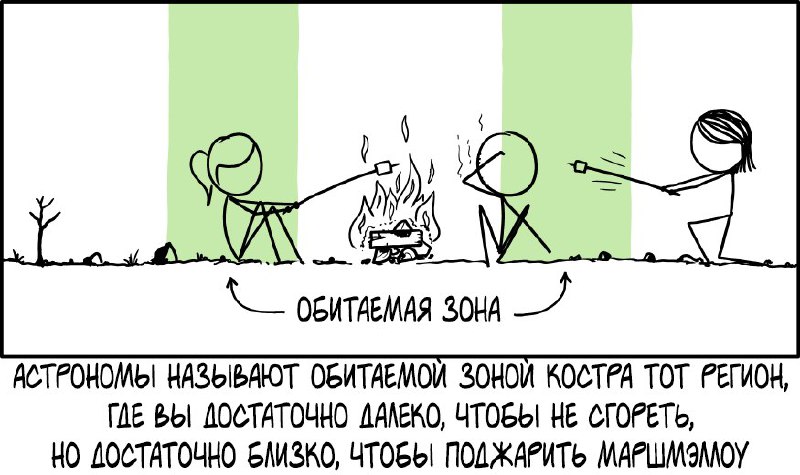 ОБИТАЕМАЯ ЗОНА
АСТРОНОМЫ НАЗЫВАЮТ ОБИТАЕМОЙ ЗОНОЙ КОСТРА ТОТ РЕГИОН,
ГДЕ ВЫ ДОСТАТОЧНО ДАЛЕКО, ЧТОБЫ НЕ СГОРЕТЬ,
НО ДОСТАТОЧНО БЛИЗКО, ЧТОБЫ ПОДЖАРИТЬ МАРШМЭЛЛОУ